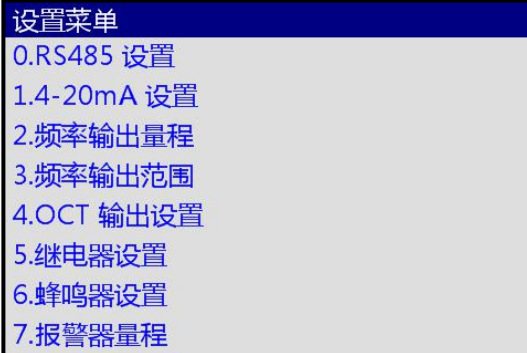 设置菜单
0.RS485 设置
1.4-20mA 设置
2.频率输出量程
3.频率输出范围
4.OCT 输出设置
5.继电器设置
6.蜂鸣器设置
7.报警器量程